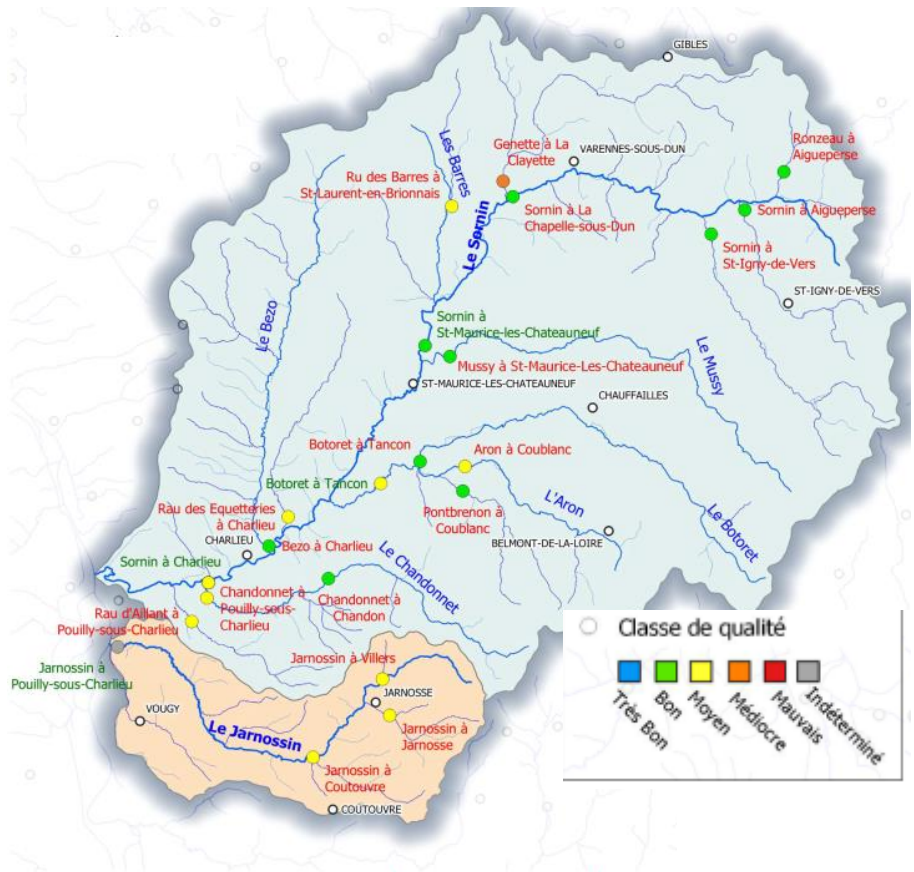 GIBLES
Genette à La
Clayette
VARENNES-SOUS-DUN
Ronzeau à
Aigueperse
Les Barres
Ru des Barres à
St-Laurent-en-Brionnais
Sornin à La
Chapelle-sous-Dun
Sornin à Aigueperse
Le Sornin
Sornin à
St-Igny-de-Vers
ST-IGNY-DE-VERS
Le Bezo
Sornin à
St-Maurice-les-Chateauneuf
Mussy à St-Maurice-Les-Chateauneuf
Le Mussy
ST-MAURICE-LES-CHATEAUNEUF
CHAUFFAILLES
Botoret à Tancon
Aron à Coublanc
Botoret à Tancon
Pontbrenon à
Coublanc
L'Aron
Le Botoret
Rau des Equetteries
à Charlieu
CHARLIEU
Bezo à Charlieu
BELMONT-DE-LA-LOIRE
Sornin à Charlieu
Le Chandonnet
Chandonnet à
Pouilly-sous-
Charlieu
Chandonnet à
Chandon
Rau d'Aillant à
Pouilly-sous-Charlieu
Jarnossin à
Pouilly-sous-Charlieu
Jarnossin à Villers
JARNOSSE
VOUGY
Le Jarnossin
Jarnossin à
Jarnosse
Jarnossin à
Coutouvre
COUTOUVRE
Classe de qualité
Très Bon
Bon
Moyen
Médiocre
Mauvais
Indéterminé